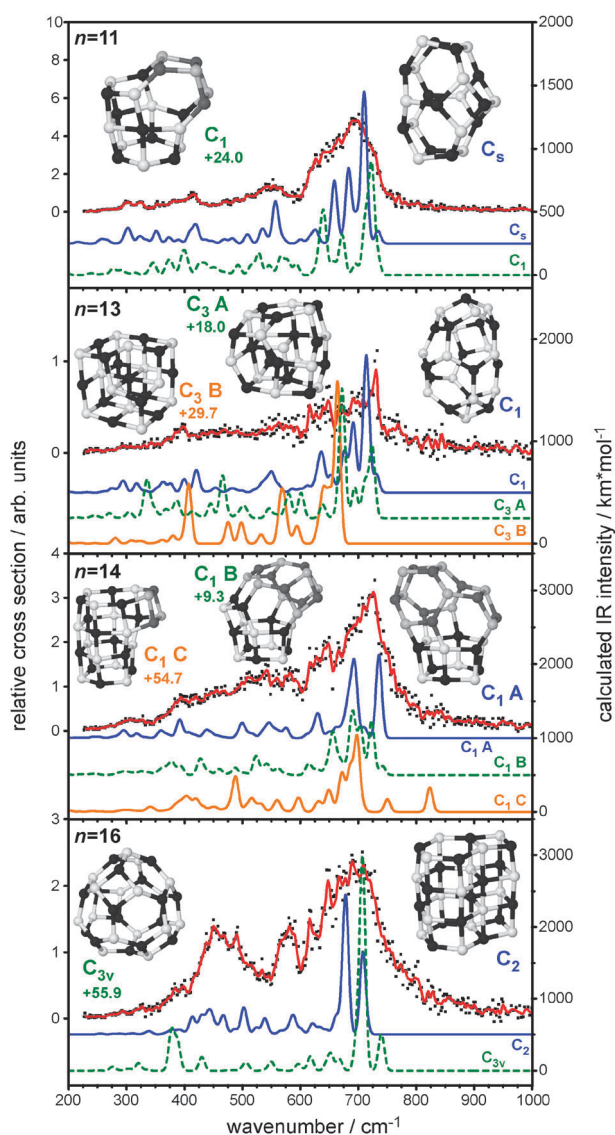 relative cross section / arb. units
calculated IR intensity / km*mol⁻¹
n=11
10
8
6
4
2
0
2000
1500
1000
500
0
C₁
+24.0
Cₛ
Cₛ
C₁
n=13
1
0
2000
1000
0
C₃ A
+18.0
C₃ B
+29.7
C₁
C₁
C₃ A
C₃ B
n=14
4
3
2
1
0
3000
2000
1000
0
C₁ B
+9.3
C₁ C
+54.7
C₁ A
C₁ A
C₁ B
C₁ C
n=16
3
2
1
0
3000
2000
1000
0
C₃ᵥ
+55.9
C₂
C₂
C₃ᵥ
200 300 400 500 600 700 800 900 1000
wavenumber / cm⁻¹